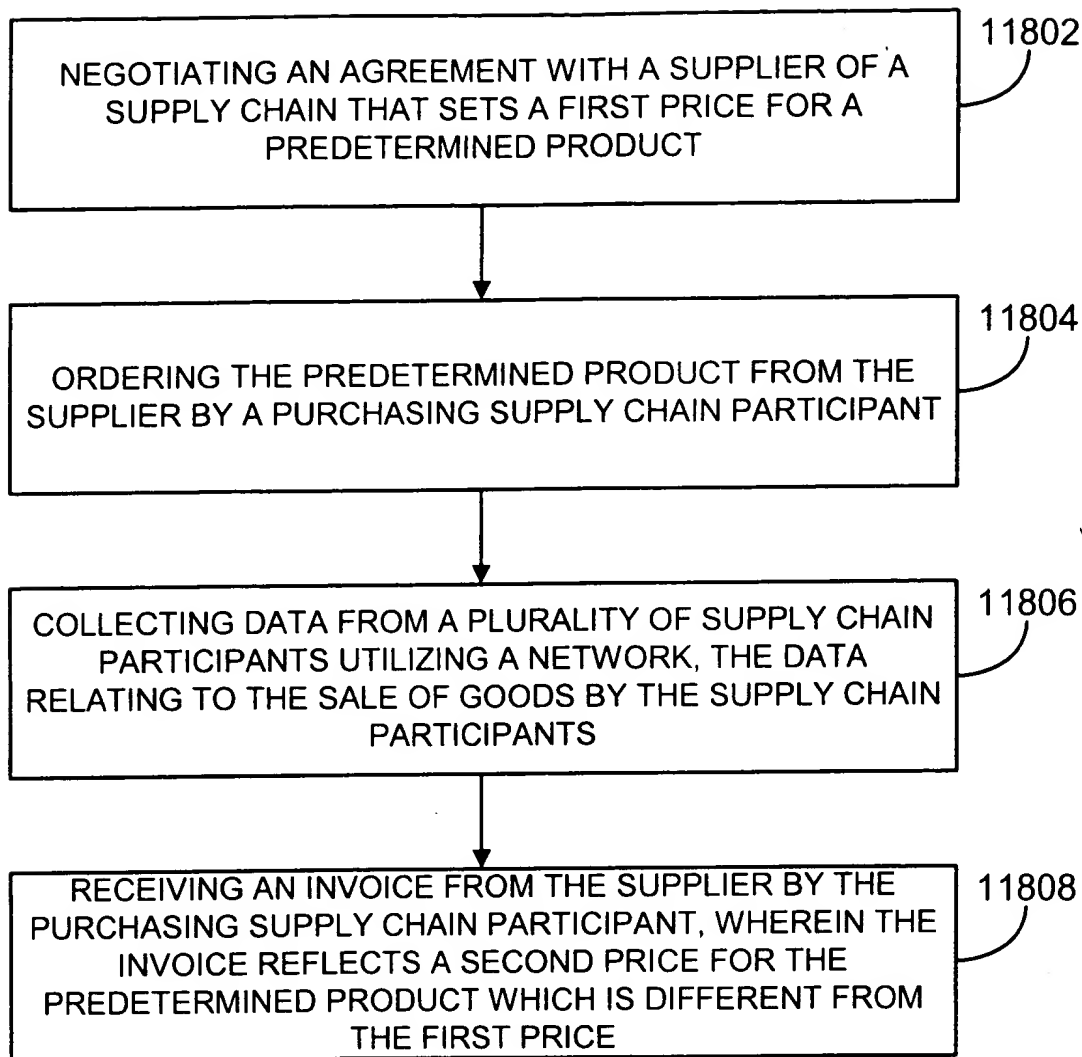 11802
NEGOTIATING AN AGREEMENT WITH A SUPPLIER OF A
SUPPLY CHAIN THAT SETS A FIRST PRICE FOR A
PREDETERMINED PRODUCT
11804
ORDERING THE PREDETERMINED PRODUCT FROM THE
SUPPLIER BY A PURCHASING SUPPLY CHAIN PARTICIPANT
11806
COLLECTING DATA FROM A PLURALITY OF SUPPLY CHAIN
PARTICIPANTS UTILIZING A NETWORK, THE DATA
RELATING TO THE SALE OF GOODS BY THE SUPPLY CHAIN
PARTICIPANTS
11808
RECEIVING AN INVOICE FROM THE SUPPLIER BY THE
PURCHASING SUPPLY CHAIN PARTICIPANT, WHEREIN THE
INVOICE REFLECTS A SECOND PRICE FOR THE
PREDETERMINED PRODUCT WHICH IS DIFFERENT FROM
THE FIRST PRICE